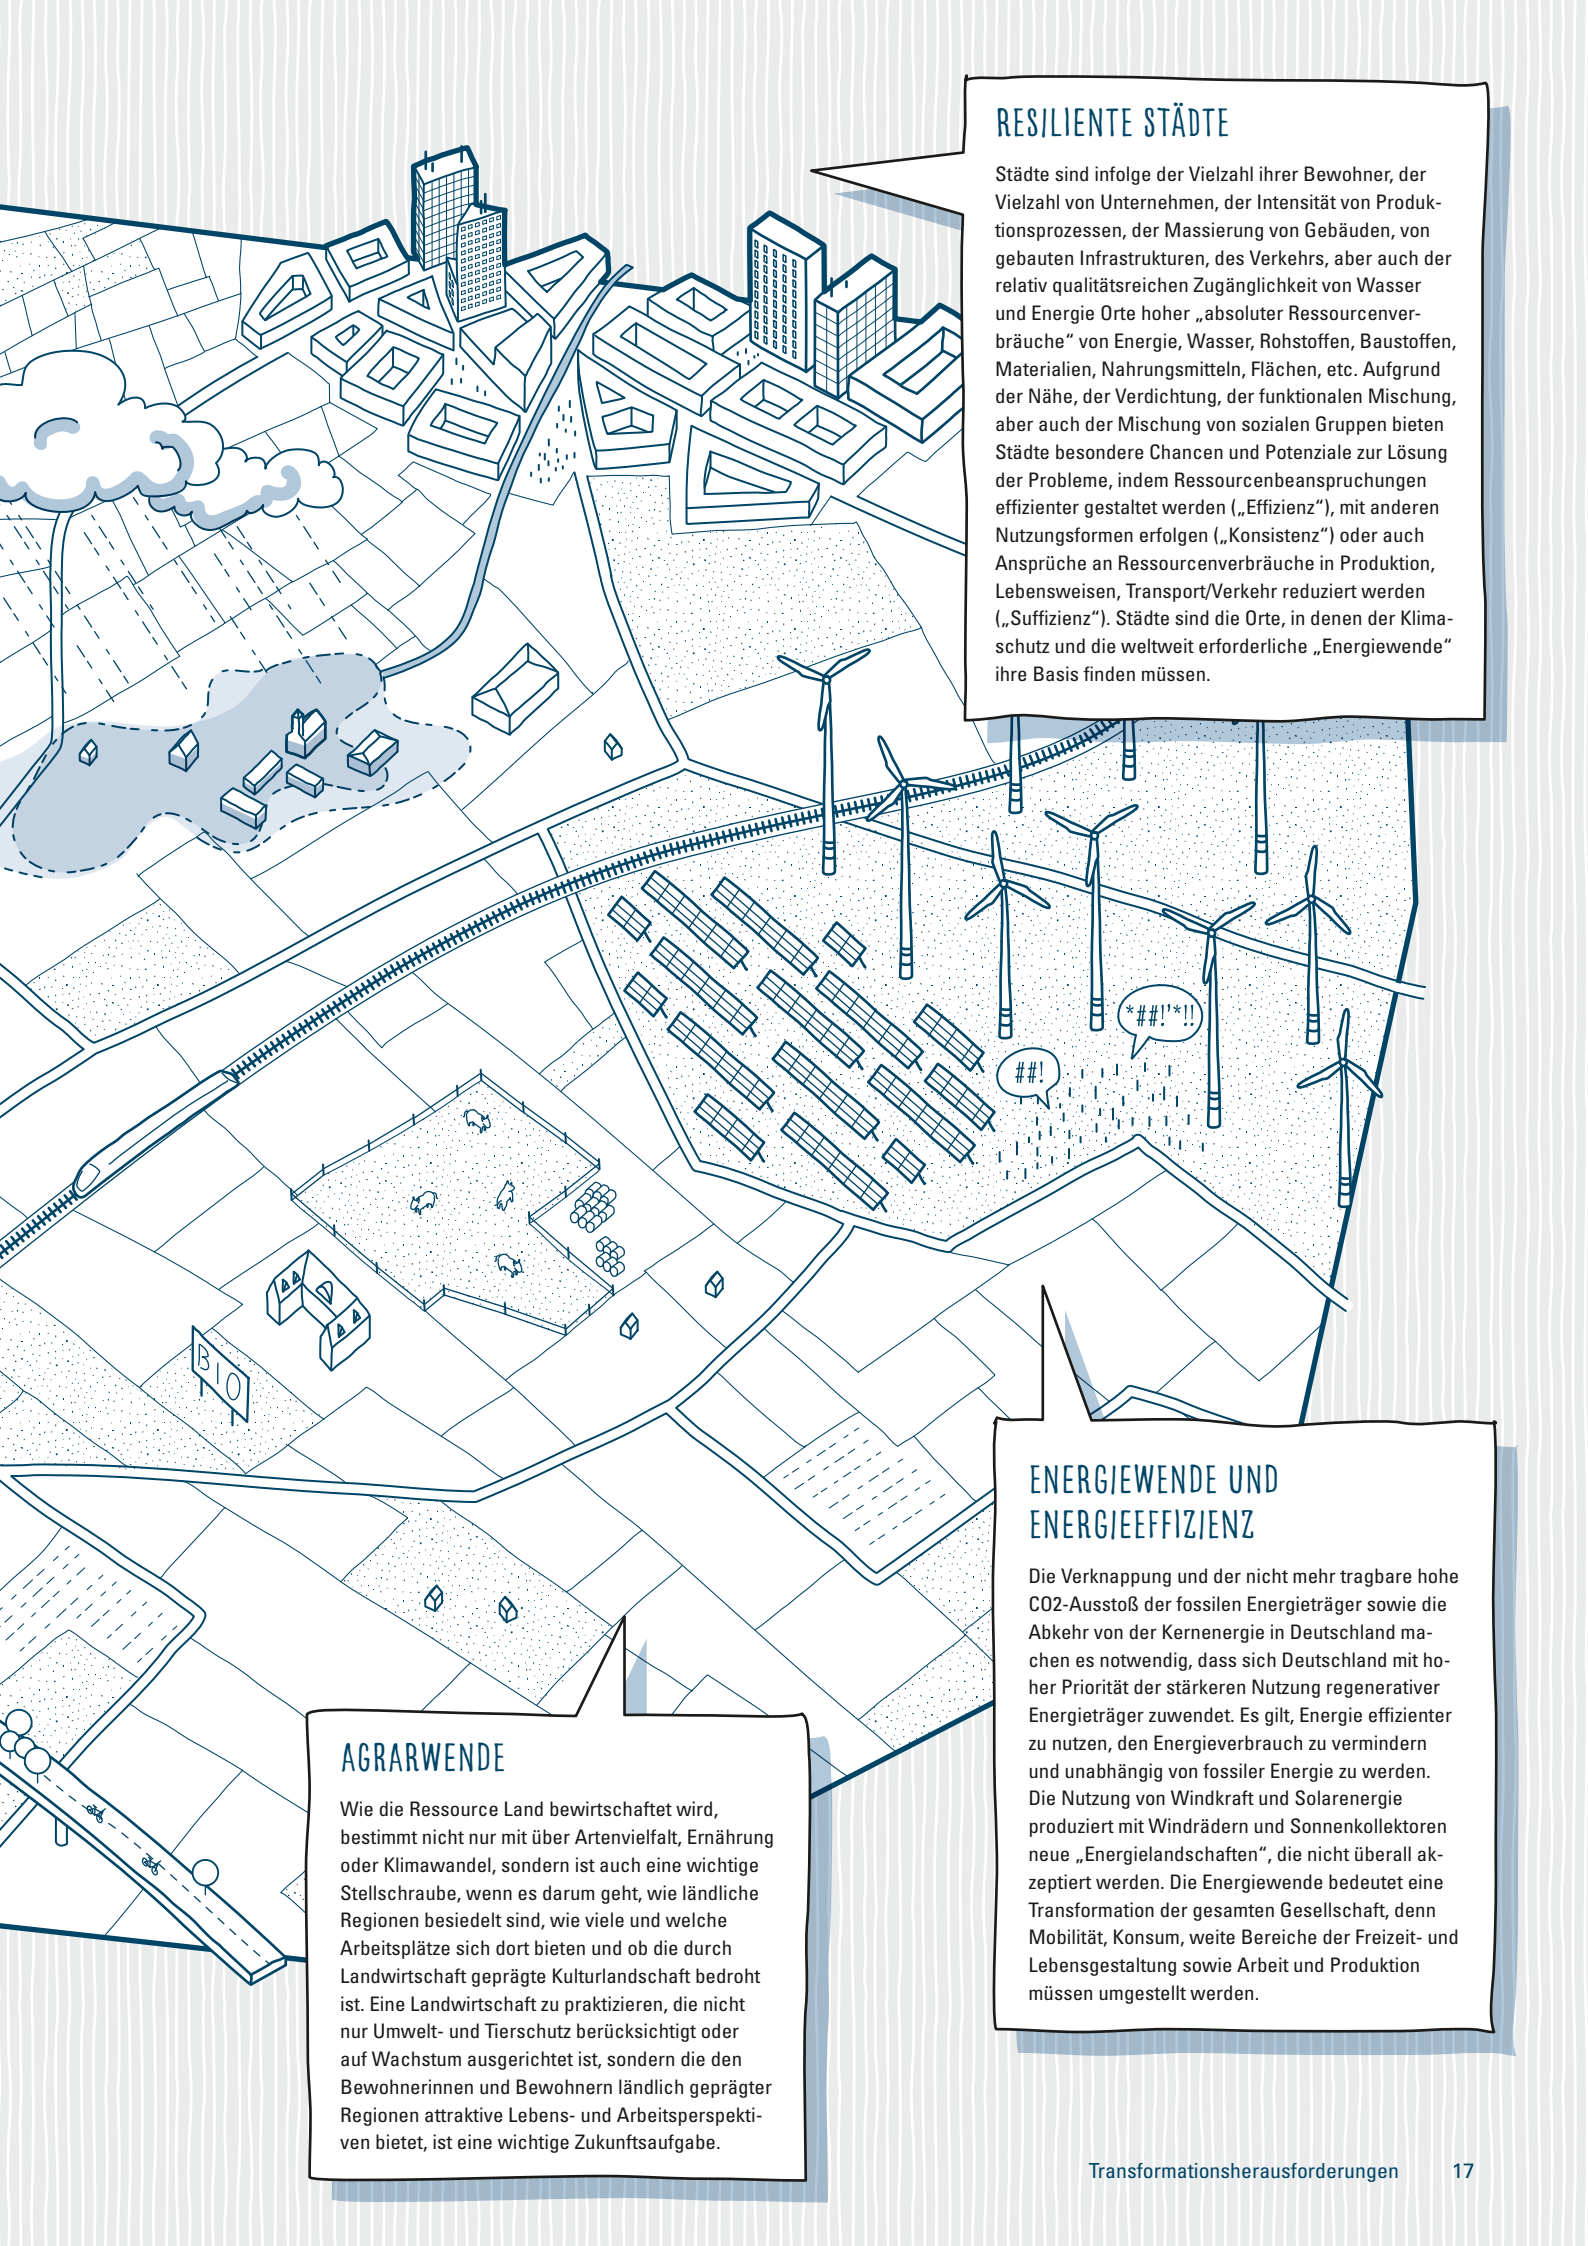 RESILIENTE STÄDTE
Städte sind infolge der Vielzahl ihrer Bewohner, der
Vielzahl von Unternehmen, der Intensität von Produk-
tionsprozessen, der Massierung von Gebäuden, von
gebauten Infrastrukturen, des Verkehrs, aber auch der
relativ qualitätsreichen Zugänglichkeit von Wasser
und Energie Orte hoher „absoluter Ressourcenver-
bräuche“ von Energie, Wasser, Rohstoffen, Baustoffen,
Materialien, Nahrungsmitteln, Flächen, etc. Aufgrund
der Nähe, der Verdichtung, der funktionalen Mischung,
aber auch der Mischung von sozialen Gruppen bieten
Städte besondere Chancen und Potenziale zur Lösung
der Probleme, indem Ressourcenbeanspruchungen
effizienter gestaltet werden („Effizienz“), mit anderen
Nutzungsformen erfolgen („Konsistenz“) oder auch
Ansprüche an Ressourcenverbräuche in Produktion,
Lebensweisen, Transport/Verkehr reduziert werden
(„Suffizienz“). Städte sind die Orte, in denen der Klima-
schutz und die weltweit erforderliche „Energiewende“
ihre Basis finden müssen.
*##!’*!!
##!
BIO
ENERGIEWENDE UND
ENERGIEEFFIZIENZ
Die Verknappung und der nicht mehr tragbare hohe
CO2-Ausstoß der fossilen Energieträger sowie die
Abkehr von der Kernenergie in Deutschland ma-
chen es notwendig, dass sich Deutschland mit ho-
her Priorität der stärkeren Nutzung regenerativer
Energieträger zuwendet. Es gilt, Energie effizienter
zu nutzen, den Energieverbrauch zu vermindern
und unabhängig von fossiler Energie zu werden.
Die Nutzung von Windkraft und Solarenergie
produziert mit Windrädern und Sonnenkollektoren
neue „Energielandschaften“, die nicht überall ak-
zeptiert werden. Die Energiewende bedeutet eine
Transformation der gesamten Gesellschaft, denn
Mobilität, Konsum, weite Bereiche der Freizeit- und
Lebensgestaltung sowie Arbeit und Produktion
müssen umgestellt werden.
AGRARWENDE
Wie die Ressource Land bewirtschaftet wird,
bestimmt nicht nur mit über Artenvielfalt, Ernährung
oder Klimawandel, sondern ist auch eine wichtige
Stellschraube, wenn es darum geht, wie ländliche
Regionen besiedelt sind, wie viele und welche
Arbeitsplätze sich dort bieten und ob die durch
Landwirtschaft geprägte Kulturlandschaft bedroht
ist. Eine Landwirtschaft zu praktizieren, die nicht
nur Umwelt- und Tierschutz berücksichtigt oder
auf Wachstum ausgerichtet ist, sondern die den
Bewohnerinnen und Bewohnern ländlich geprägter
Regionen attraktive Lebens- und Arbeitsperspekti-
ven bietet, ist eine wichtige Zukunftsaufgabe.
Transformationsherausforderungen 17